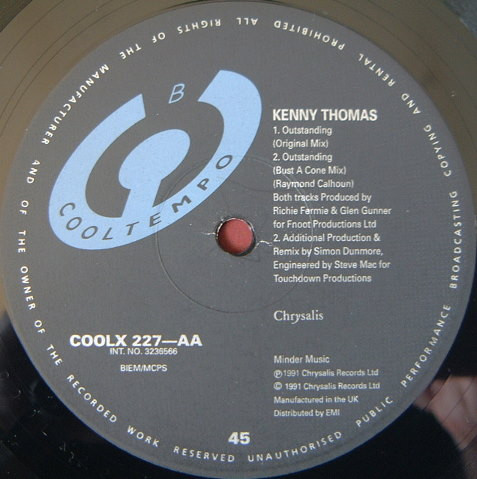 OF THE MANUFACTURER AND OF THE OWNER OF THE RECORDED WORK RESERVED UNAUTHORISED PUBLIC PERFORMANCE BROADCASTING COPYING AND RENTAL PROHIBITED ALL RIGHTS
B
COOLTEMPO
KENNY THOMAS
1. Outstanding
(Original Mix)
2. Outstanding
(Bust A Cone Mix)
(Raymond Calhoun)
Both tracks Produced by
Richie Fermie & Glen Gunner
for Fnoot Productions Ltd
2. Additional Production &
Remix by Simon Dunmore,
Engineered by Steve Mac for
Touchdown Productions
Chrysalis
COOLX 227—AA
INT. NO. 3236566
BIEM/MCPS
Minder Music
℗ 1991 Chrysalis Records Ltd
© 1991 Chrysalis Records Ltd
Manufactured in the UK
Distributed by EMI
45